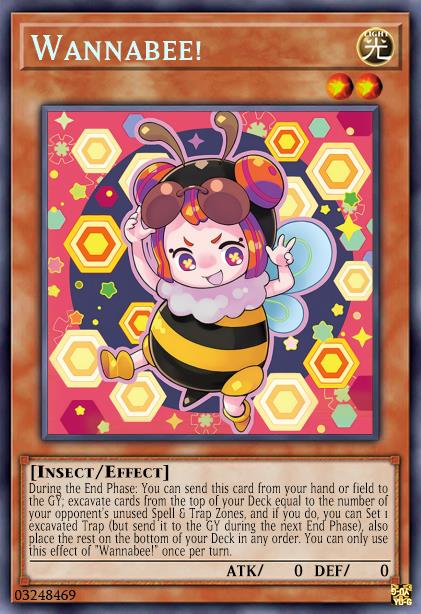 WANNABEE!
LIGHT
光
[INSECT/EFFECT]
During the End Phase: You can send this card from your hand or field to
the GY; excavate cards from the top of your Deck equal to the number of
your opponent's unused Spell & Trap Zones, and if you do, you can Set 1
excavated Trap (but send it to the GY during the next End Phase), also
place the rest on the bottom of your Deck in any order. You can only use
this effect of "Wannabee!" once per turn.
ATK/ 0 DEF/ 0
03248469